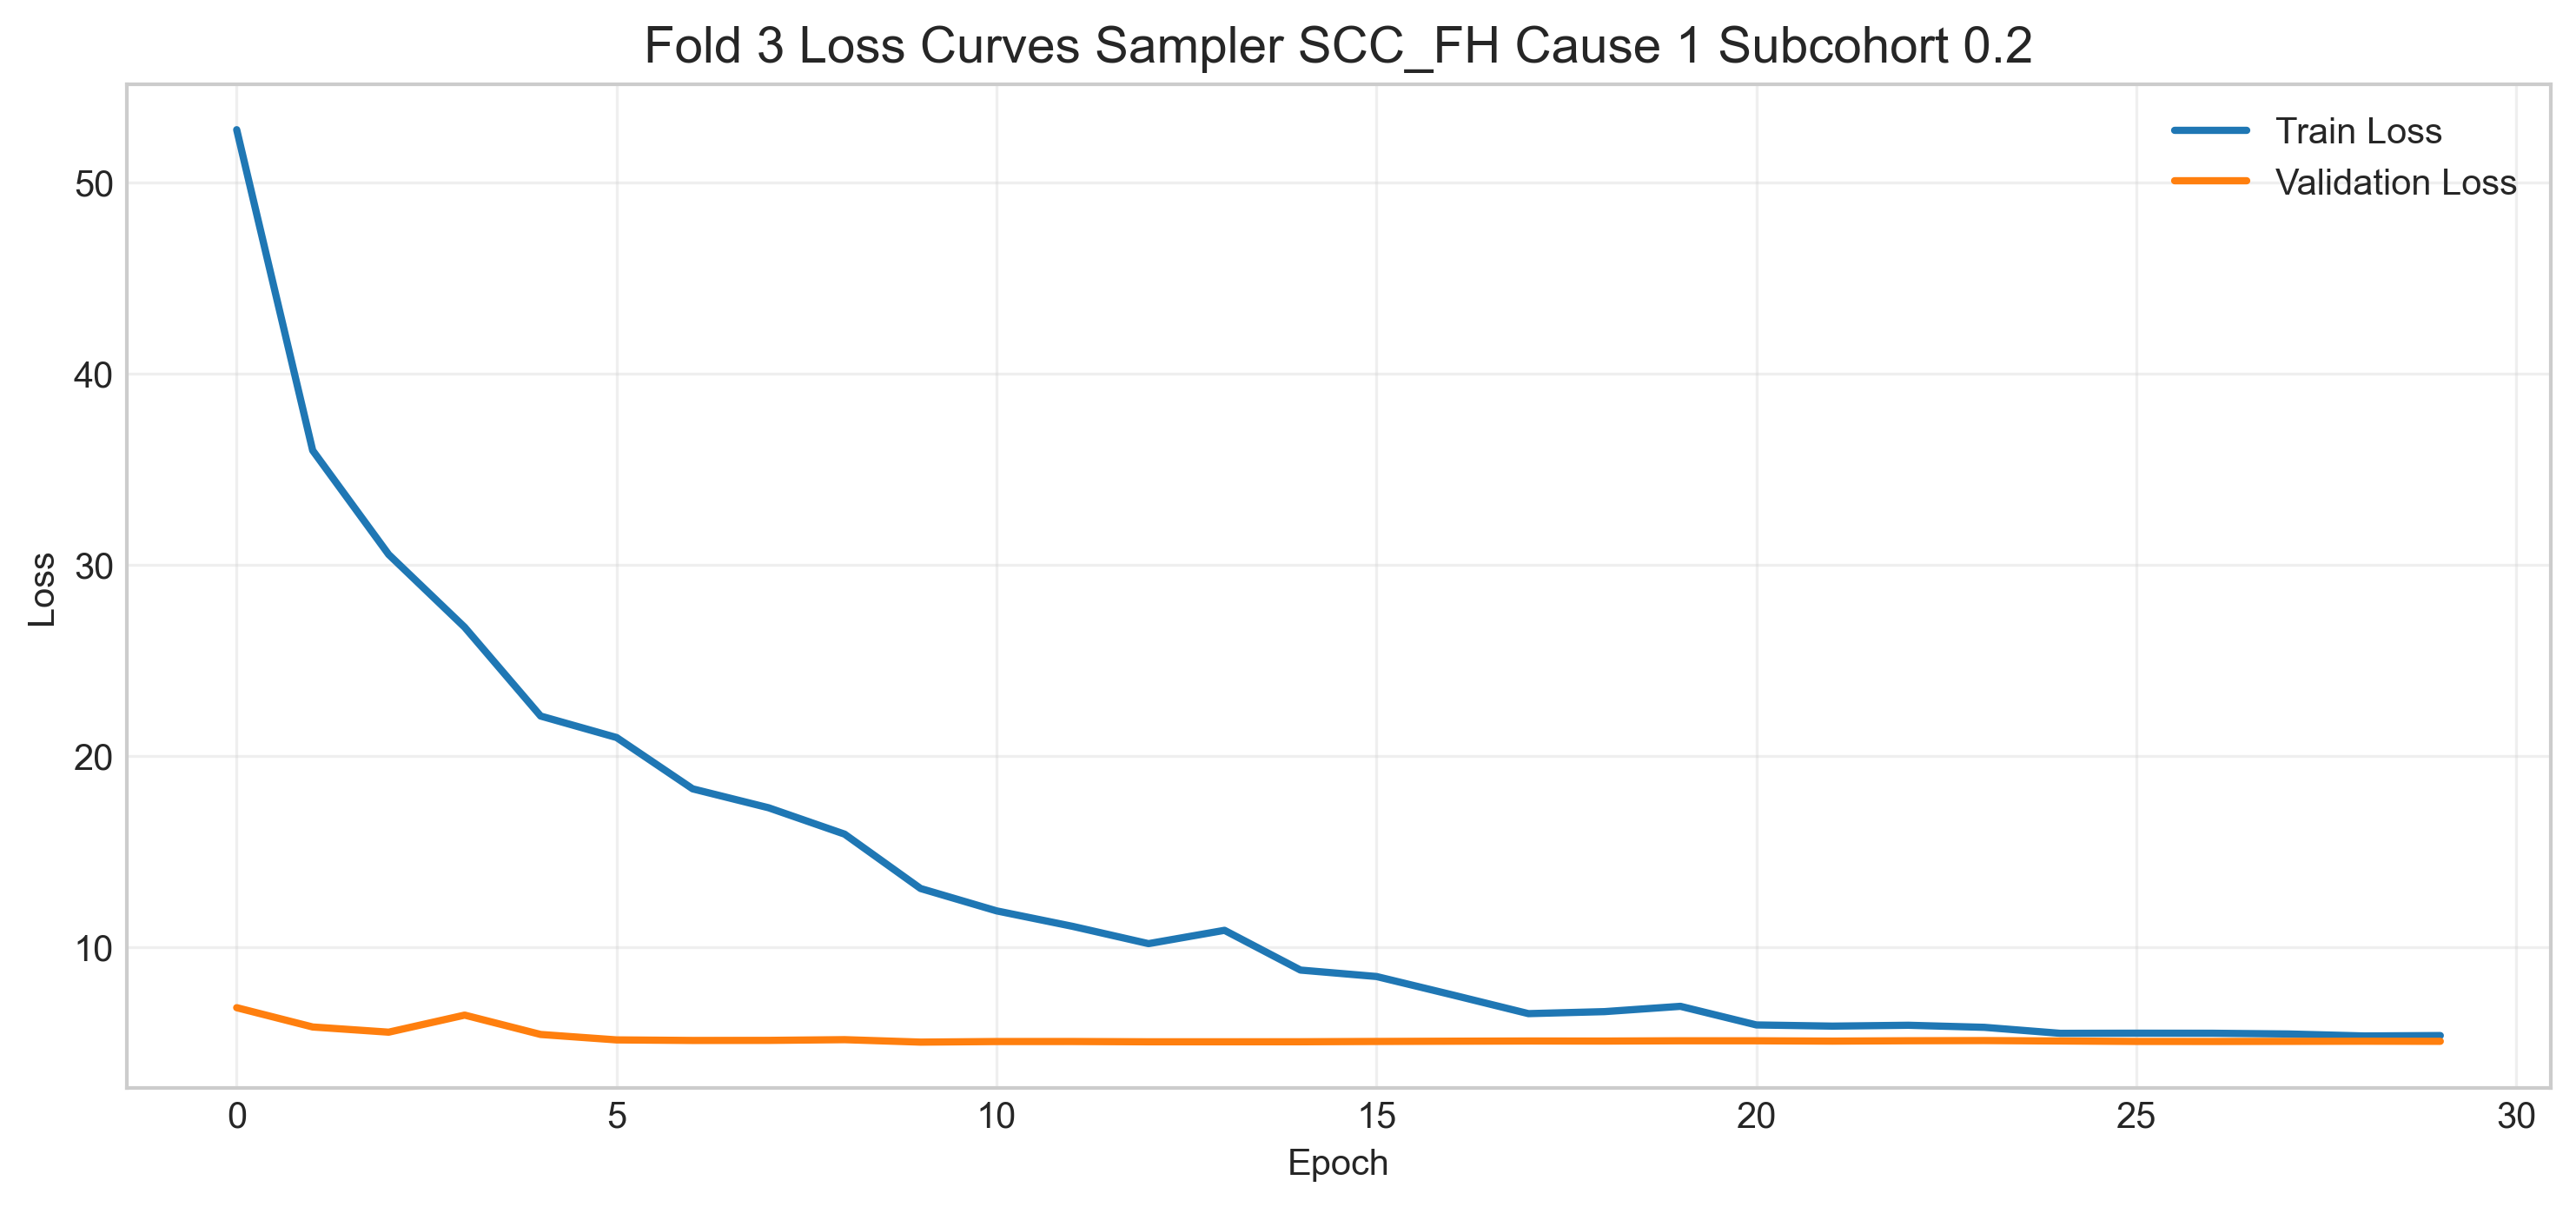 Fold 3 Loss Curves Sampler SCC_FH Cause 1 Subcohort 0.2
Train Loss
Validation Loss
50
40
30
20
10
Loss
0 5 10 15 20 25 30
Epoch